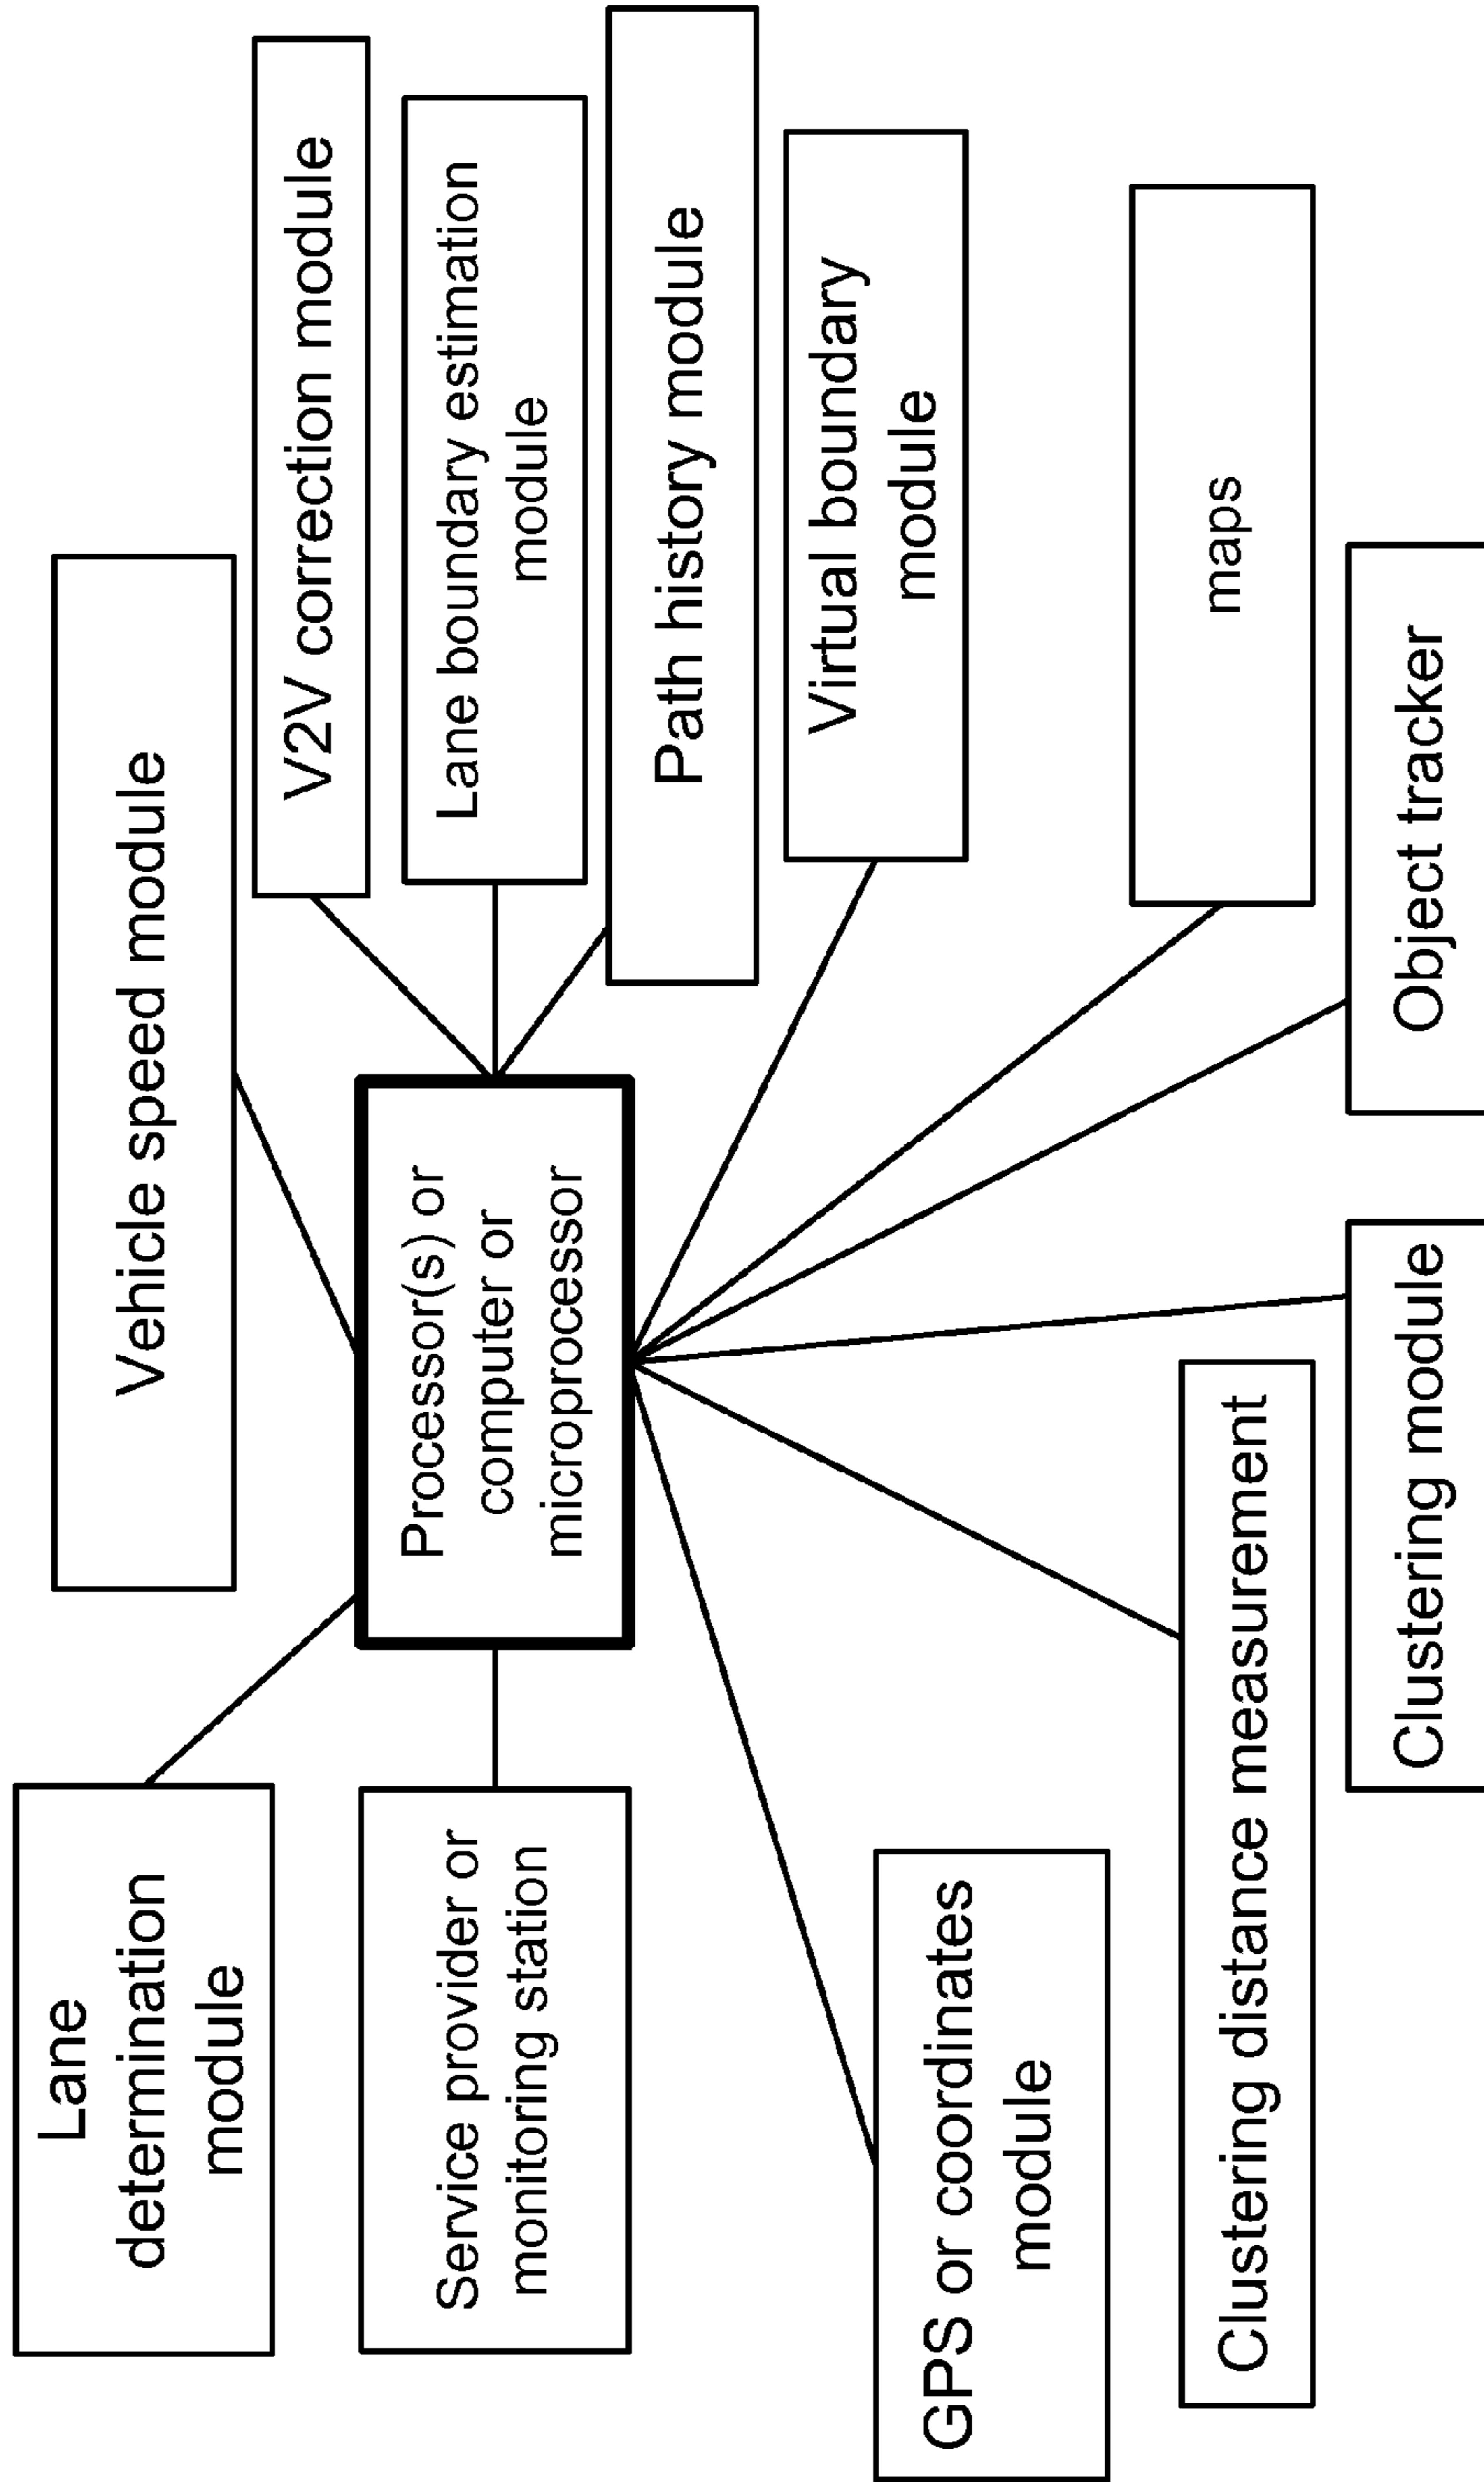 Lane
determination
module
Vehicle speed module
V2V correction module
Service provider or
monitoring station
Processor(s) or
computer or
microprocessor
Lane boundary estimation
module
Path history module
Virtual boundary
module
GPS or coordinates
module
maps
Clustering distance measurement
Clustering module
Object tracker